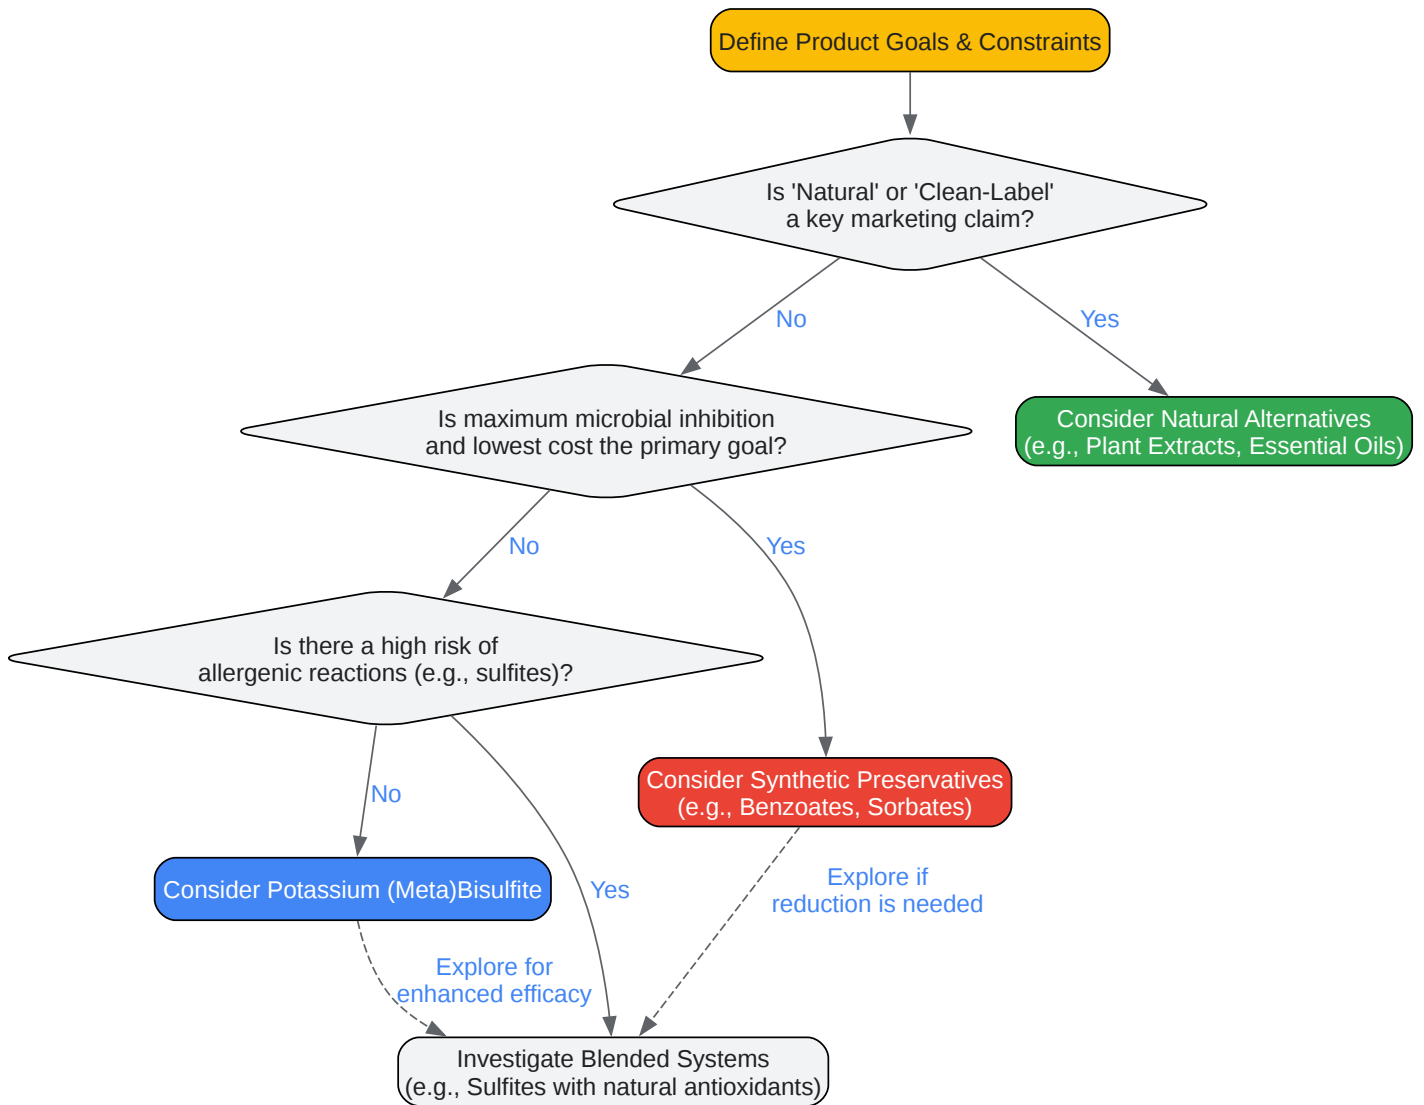 Define Product Goals & Constraints
Is 'Natural' or 'Clean-Label'
a key marketing claim?
No
Yes
Is maximum microbial inhibition
and lowest cost the primary goal?
Consider Natural Alternatives
(e.g., Plant Extracts, Essential Oils)
No
Yes
Is there a high risk of
allergenic reactions (e.g., sulfites)?
Consider Synthetic Preservatives
(e.g., Benzoates, Sorbates)
No
Yes
Consider Potassium (Meta)Bisulfite
Explore if
reduction is needed
Explore for
enhanced efficacy
Investigate Blended Systems
(e.g., Sulfites with natural antioxidants)